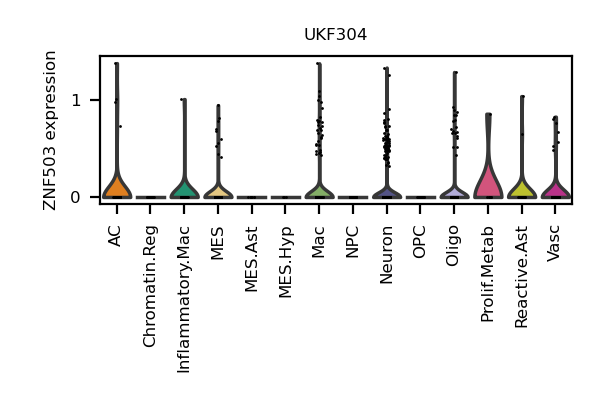 UKF304
ZNF503 expression
1
0
AC
Chromatin.Reg
Inflammatory.Mac
MES
MES.Ast
MES.Hyp
Mac
NPC
Neuron
OPC
Oligo
Prolif.Metab
Reactive.Ast
Vasc